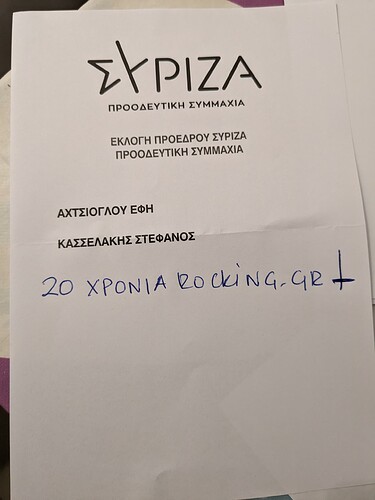 ΣΥΡΙΖΑ
ΠΡΟΟΔΕΥΤΙΚΗ ΣΥΜΜΑΧΙΑ
ΕΚΛΟΓΗ ΠΡΟΕΔΡΟΥ ΣΥΡΙΖΑ
ΠΡΟΟΔΕΥΤΙΚΗ ΣΥΜΜΑΧΙΑ
ΑΧΤΣΙΟΓΛΟΥ ΕΦΗ
ΚΑΣΣΕΛΑΚΗΣ ΣΤΕΦΑΝΟΣ
20 ΧΡΟΝΙΑ ROCKING.GR